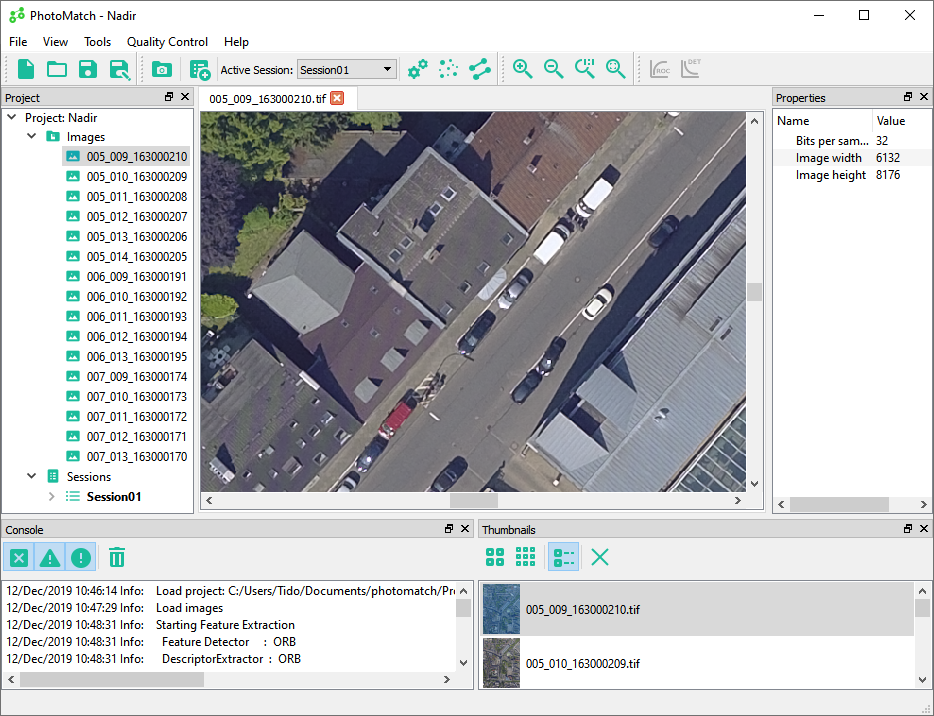 PhotoMatch - Nadir
File View Tools Quality Control Help
Active Session: Session01 ROC DET
Project
005_009_163000210.tif
Properties
Project: Nadir
Images
005_009_163000210
005_010_163000209
005_011_163000208
005_012_163000207
005_013_163000206
005_014_163000205
006_009_163000191
006_010_163000192
006_011_163000193
006_012_163000194
006_013_163000195
007_009_163000174
007_010_163000173
007_011_163000172
007_012_163000171
007_013_163000170
Sessions
Session01
Name Value
Bits per sam... 32
Image width 6132
Image height 8176
Console
12/Dec/2019 10:46:14 Info: Load project: C:/Users/Tido/Documents/photomatch/Pro
12/Dec/2019 10:47:29 Info: Load images
12/Dec/2019 10:48:31 Info: Starting Feature Extraction
12/Dec/2019 10:48:31 Info: Feature Detector : ORB
12/Dec/2019 10:48:31 Info: DescriptorExtractor : ORB
Thumbnails
005_009_163000210.tif
005_010_163000209.tif